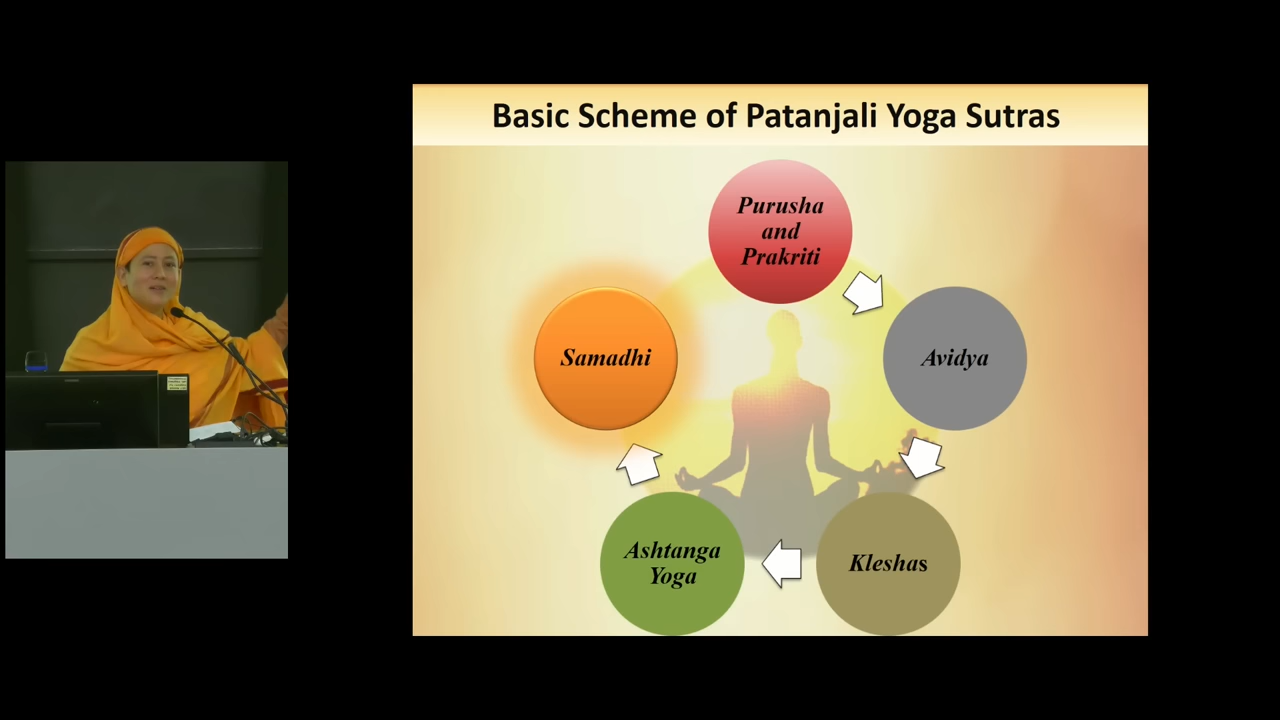 Basic Scheme of Patanjali Yoga Sutras
Purusha
and
Prakriti
Avidya
Kleshas
Ashtanga
Yoga
Samadhi